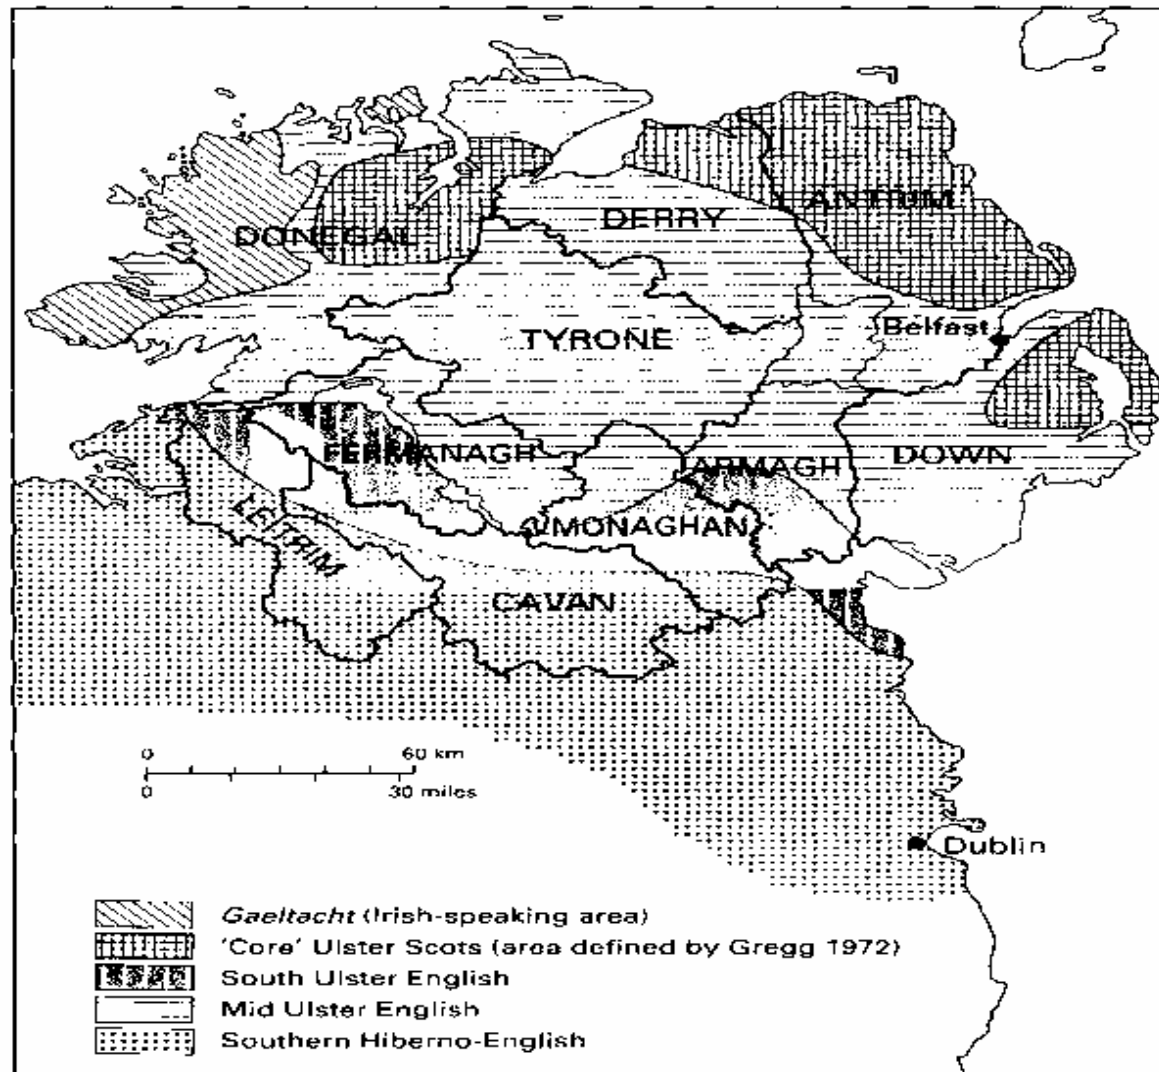 DERRY
ANTRIM
DONEGAL
TYRONE
Belfast
FERMANAGH
ARMAGH
DOWN
LEITRIM
MONAGHAN
CAVAN
0 60 km
0 30 miles
Dublin
Gaeltacht (Irish-speaking area)
'Core' Ulster Scots (area defined by Gregg 1972)
South Ulster English
Mid Ulster English
Southern Hiberno-English